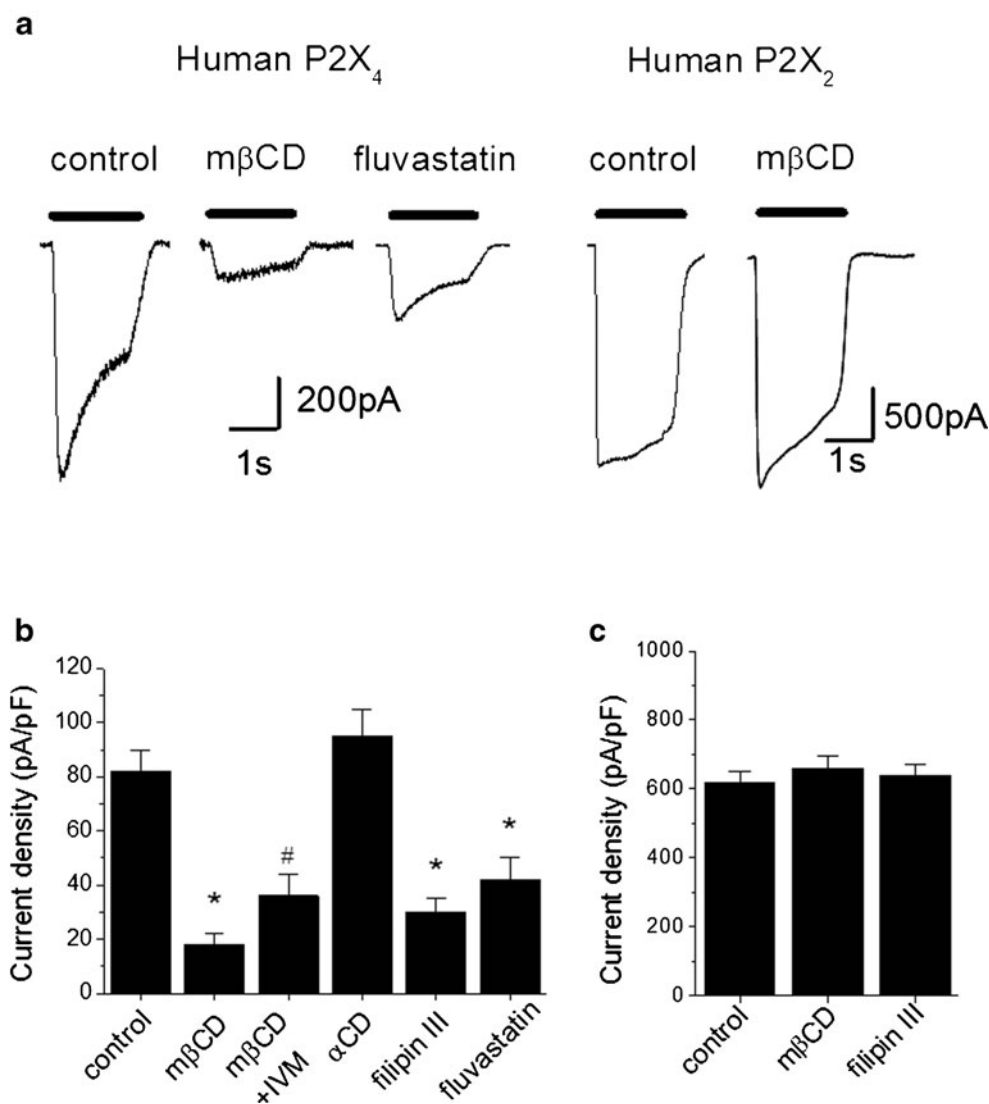 a
Human P2X4 Human P2X2
control mβCD fluvastatin control mβCD
200pA
1s
500pA
1s
b
Current density (pA/pF)
120
100
80
60
40
20
0
*
#
*
*
control
mβCD
mβCD
+IVM
αCD
filipin III
fluvastatin
c
Current density (pA/pF)
1000
800
600
400
200
0
control
mβCD
filipin III